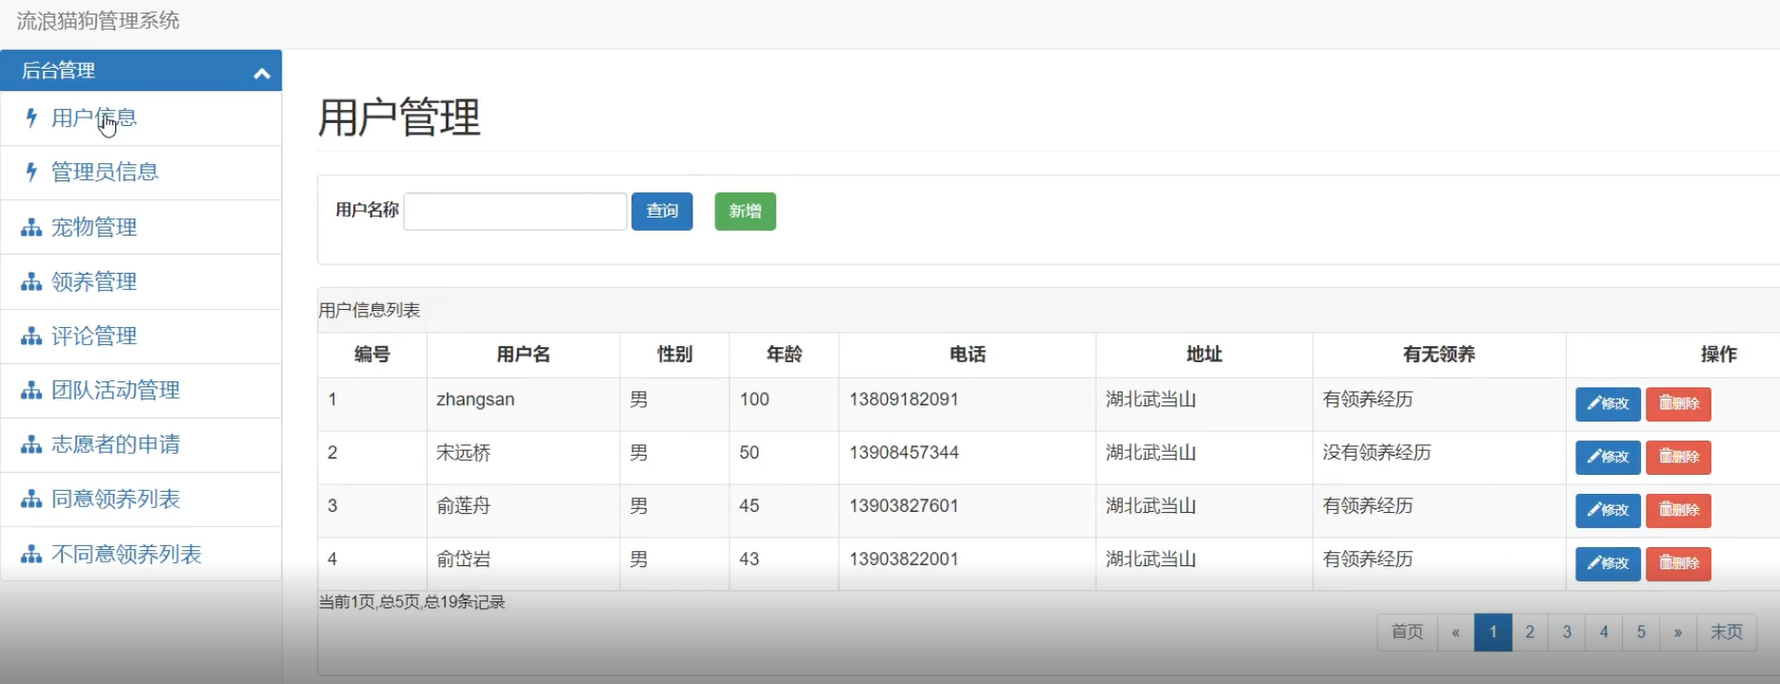 流浪猫狗管理系统
后台管理
用户信息
管理员信息
宠物管理
领养管理
评论管理
团队活动管理
志愿者的申请
同意领养列表
不同意领养列表
用户管理
用户名称 查询 新增
用户信息列表
编号 用户名 性别 年龄 电话 地址 有无领养 操作
1 zhangsan 男 100 13809182091 湖北武当山 有领养经历 修改 删除
2 宋远桥 男 50 13908457344 湖北武当山 没有领养经历 修改 删除
3 俞莲丹 男 45 13903827601 湖北武当山 有领养经历 修改 删除
4 俞岱岩 男 43 13903822001 湖北武当山 有领养经历 修改 删除
当前1页,总5页,总19条记录
首页 « 1 2 3 4 5 » 末页